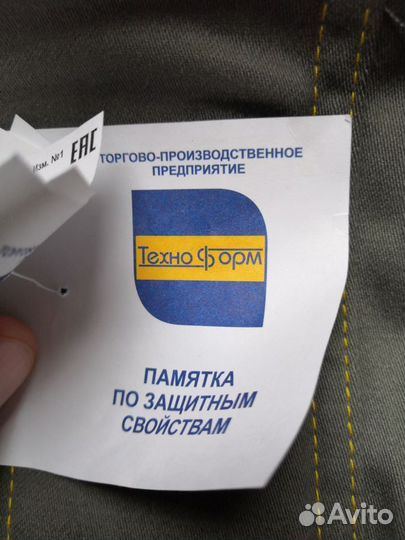 Изм. №1
EAC
ТОРГОВО-ПРОИЗВОДСТВЕННОЕ
ПРЕДПРИЯТИЕ
Техно Форм
ПАМЯТКА
ПО ЗАЩИТНЫМ
СВОЙСТВАМ
Avito